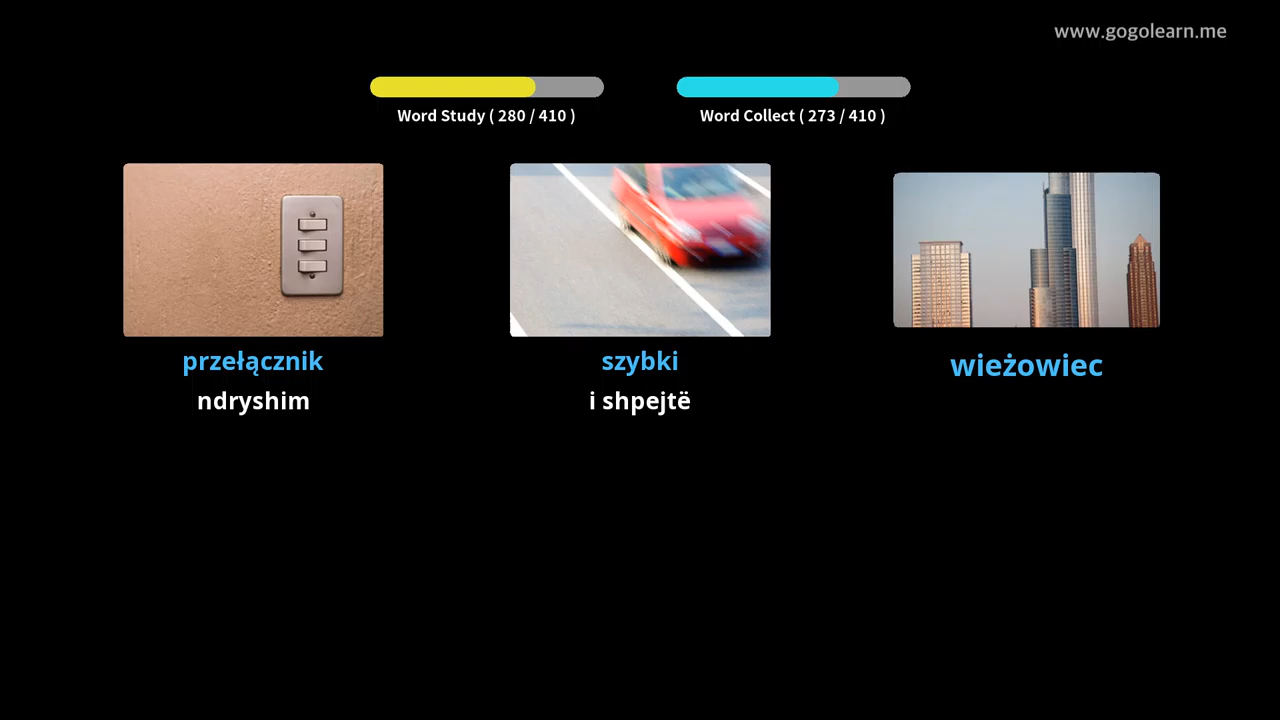 www.gogolearn.me
Word Study ( 280 / 410 )
Word Collect ( 273 / 410 )
przełącznik
ndryshim
szybki
i shpejtë
wieżowiec